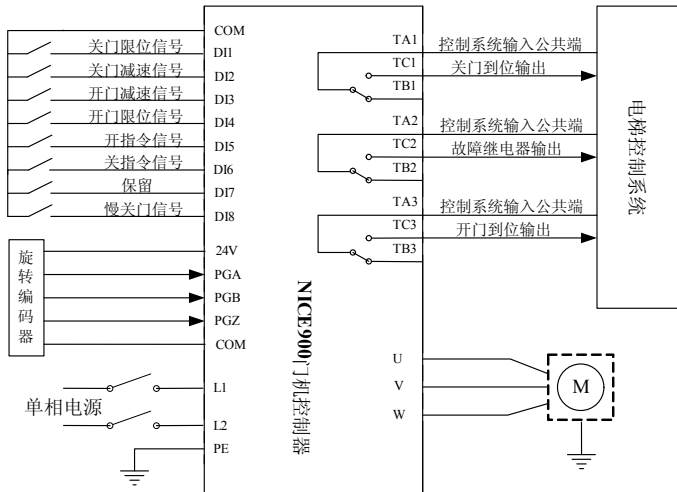 COM
关门限位信号 DI1
关门减速信号 DI2
开门减速信号 DI3
开门限位信号 DI4
开指令信号 DI5
关指令信号 DI6
保留 DI7
慢关门信号 DI8
旋转编码器
24V
PGA
PGB
PGZ
COM
单相电源
L1
L2
PE
NICE900门机控制器
TA1 控制系统输入公共端
TC1 关门到位输出
TB1
TA2 控制系统输入公共端
TC2 故障继电器输出
TB2
TA3 控制系统输入公共端
TC3 开门到位输出
TB3
电梯控制系统
U
V
W
M